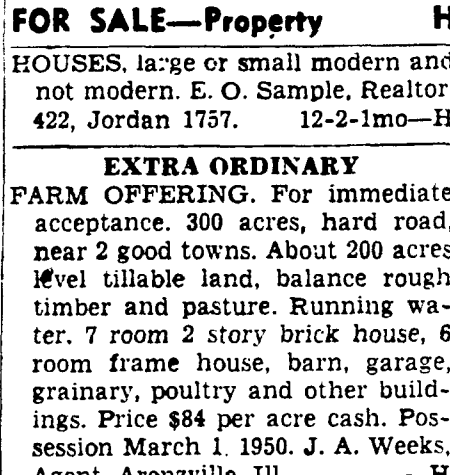 FOR SALE—Property H
HOUSES, large or small modern and
not modern. E. O. Sample, Realtor
422, Jordan 1757. 12-2-1mo—H
EXTRA ORDINARY
FARM OFFERING. For immediate
acceptance. 300 acres, hard road,
near 2 good towns. About 200 acres
level tillable land, balance rough
timber and pasture. Running wa-
ter. 7 room 2 story brick house, 6
room frame house, barn, garage,
grainary, poultry and other build-
ings. Price $84 per acre cash. Pos-
session March 1, 1950. J. A. Weeks,
Agent, Arenzville, Ill. - H